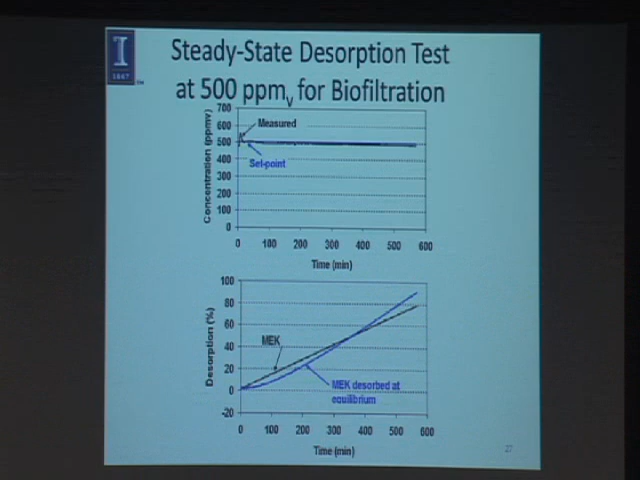 I
1867
Steady-State Desorption Test
at 500 ppmv for Biofiltration
Concentration (ppmv)
700
600
500
400
300
200
100
0
Measured
Set-point
0 100 200 300 400 500 600
Time (min)
Desorption (%)
100
80
60
40
20
0
-20
MEK
MEK desorbed at
equilibrium
0 100 200 300 400 500 600
Time (min)
27